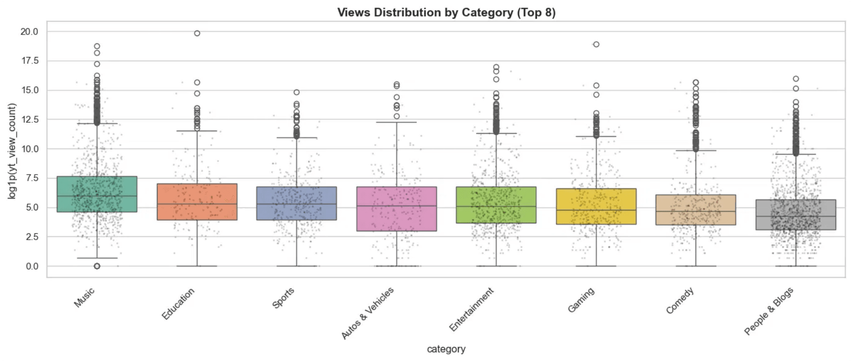 Views Distribution by Category (Top 8)
log1p(yt_view_count)
20.0
17.5
15.0
12.5
10.0
7.5
5.0
2.5
0.0
Music
Education
Sports
Autos & Vehicles
Entertainment
Gaming
Comedy
People & Blogs
category